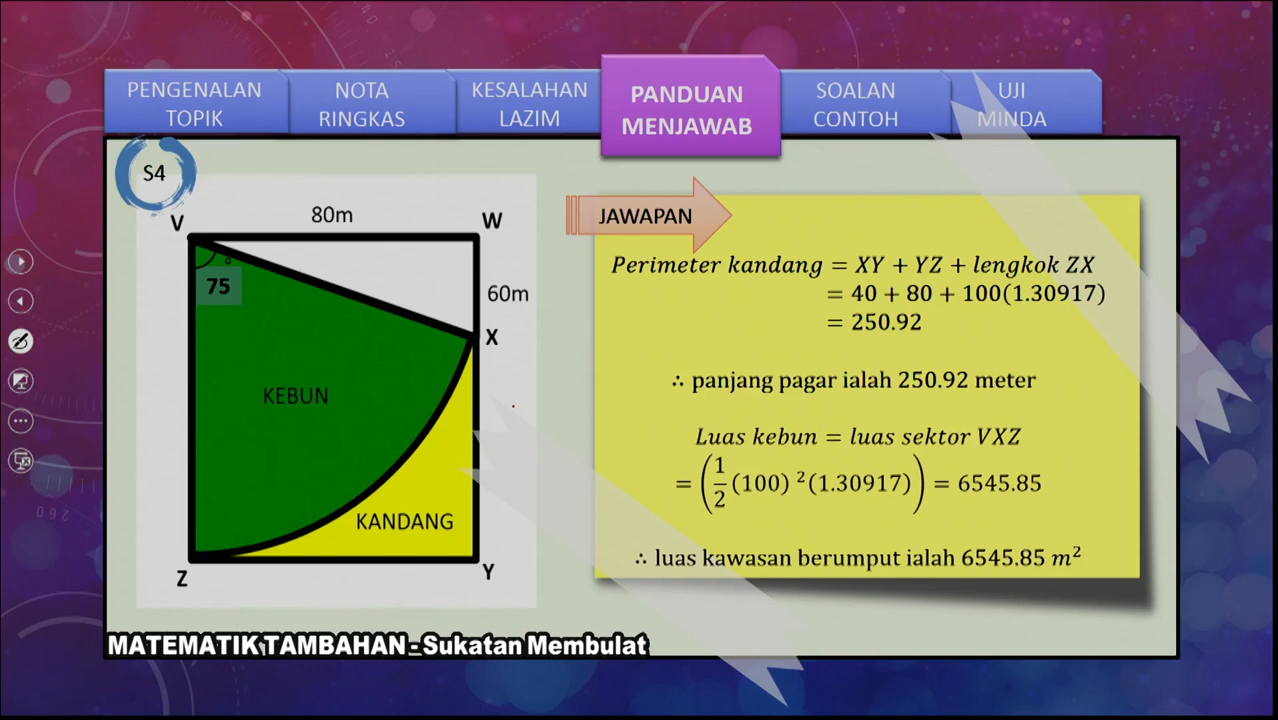 PENGENALAN
TOPIK
NOTA
RINGKAS
KESALAHAN
LAZIM
PANDUAN
MENJAWAB
SOALAN
CONTOH
UJI
MINDA
S4
V
80m
W
75
°
60m
X
KEBUN
KANDANG
Z
Y
JAWAPAN
Perimeter kandang = XY + YZ + lengkok ZX
= 40 + 80 + 100(1.30917)
= 250.92
∴ panjang pagar ialah 250.92 meter
Luas kebun = luas sektor VXZ
= (1/2 (100) ²(1.30917)) = 6545.85
∴ luas kawasan berumput ialah 6545.85 m²
MATEMATIK TAMBAHAN - Sukatan Membulat